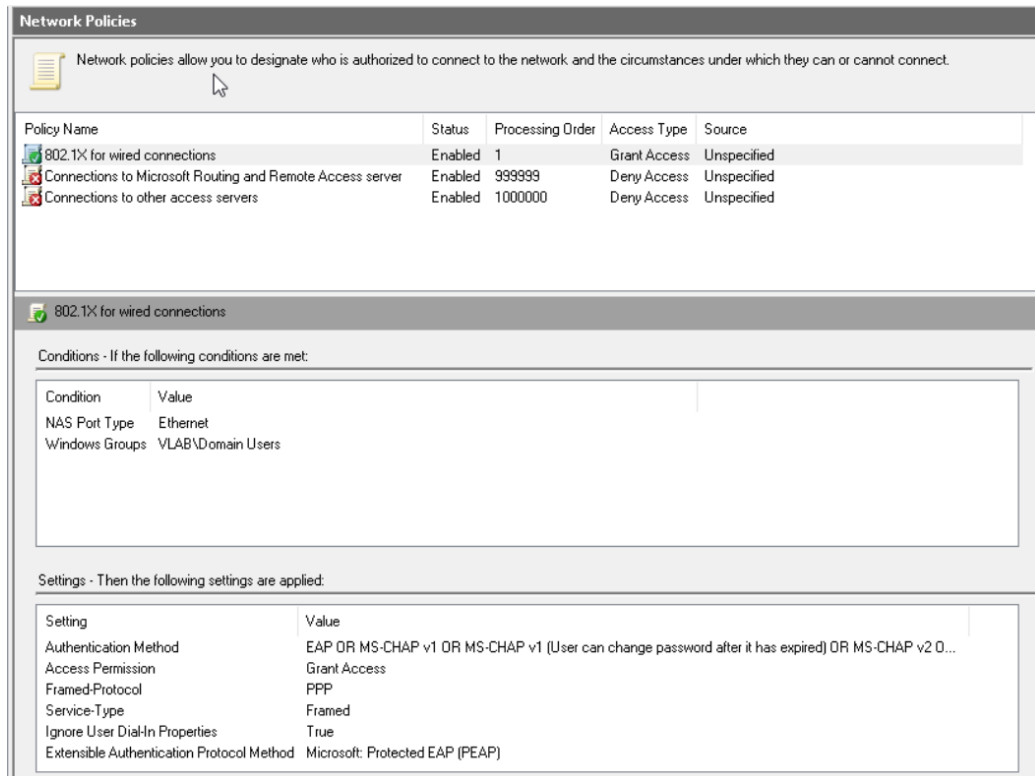 Network Policies
Network policies allow you to designate who is authorized to connect to the network and the circumstances under which they can or cannot connect.
Policy Name Status Processing Order Access Type Source
802.1X for wired connections Enabled 1 Grant Access Unspecified
Connections to Microsoft Routing and Remote Access server Enabled 999999 Deny Access Unspecified
Connections to other access servers Enabled 1000000 Deny Access Unspecified
802.1X for wired connections
Conditions - If the following conditions are met:
Condition Value
NAS Port Type Ethernet
Windows Groups VLAB\Domain Users
Settings - Then the following settings are applied:
Setting Value
Authentication Method EAP OR MS-CHAP v1 OR MS-CHAP v1 (User can change password after it has expired) OR MS-CHAP v2 O...
Access Permission Grant Access
Framed-Protocol PPP
Service-Type Framed
Ignore User Dial-In Properties True
Extensible Authentication Protocol Method Microsoft: Protected EAP (PEAP)